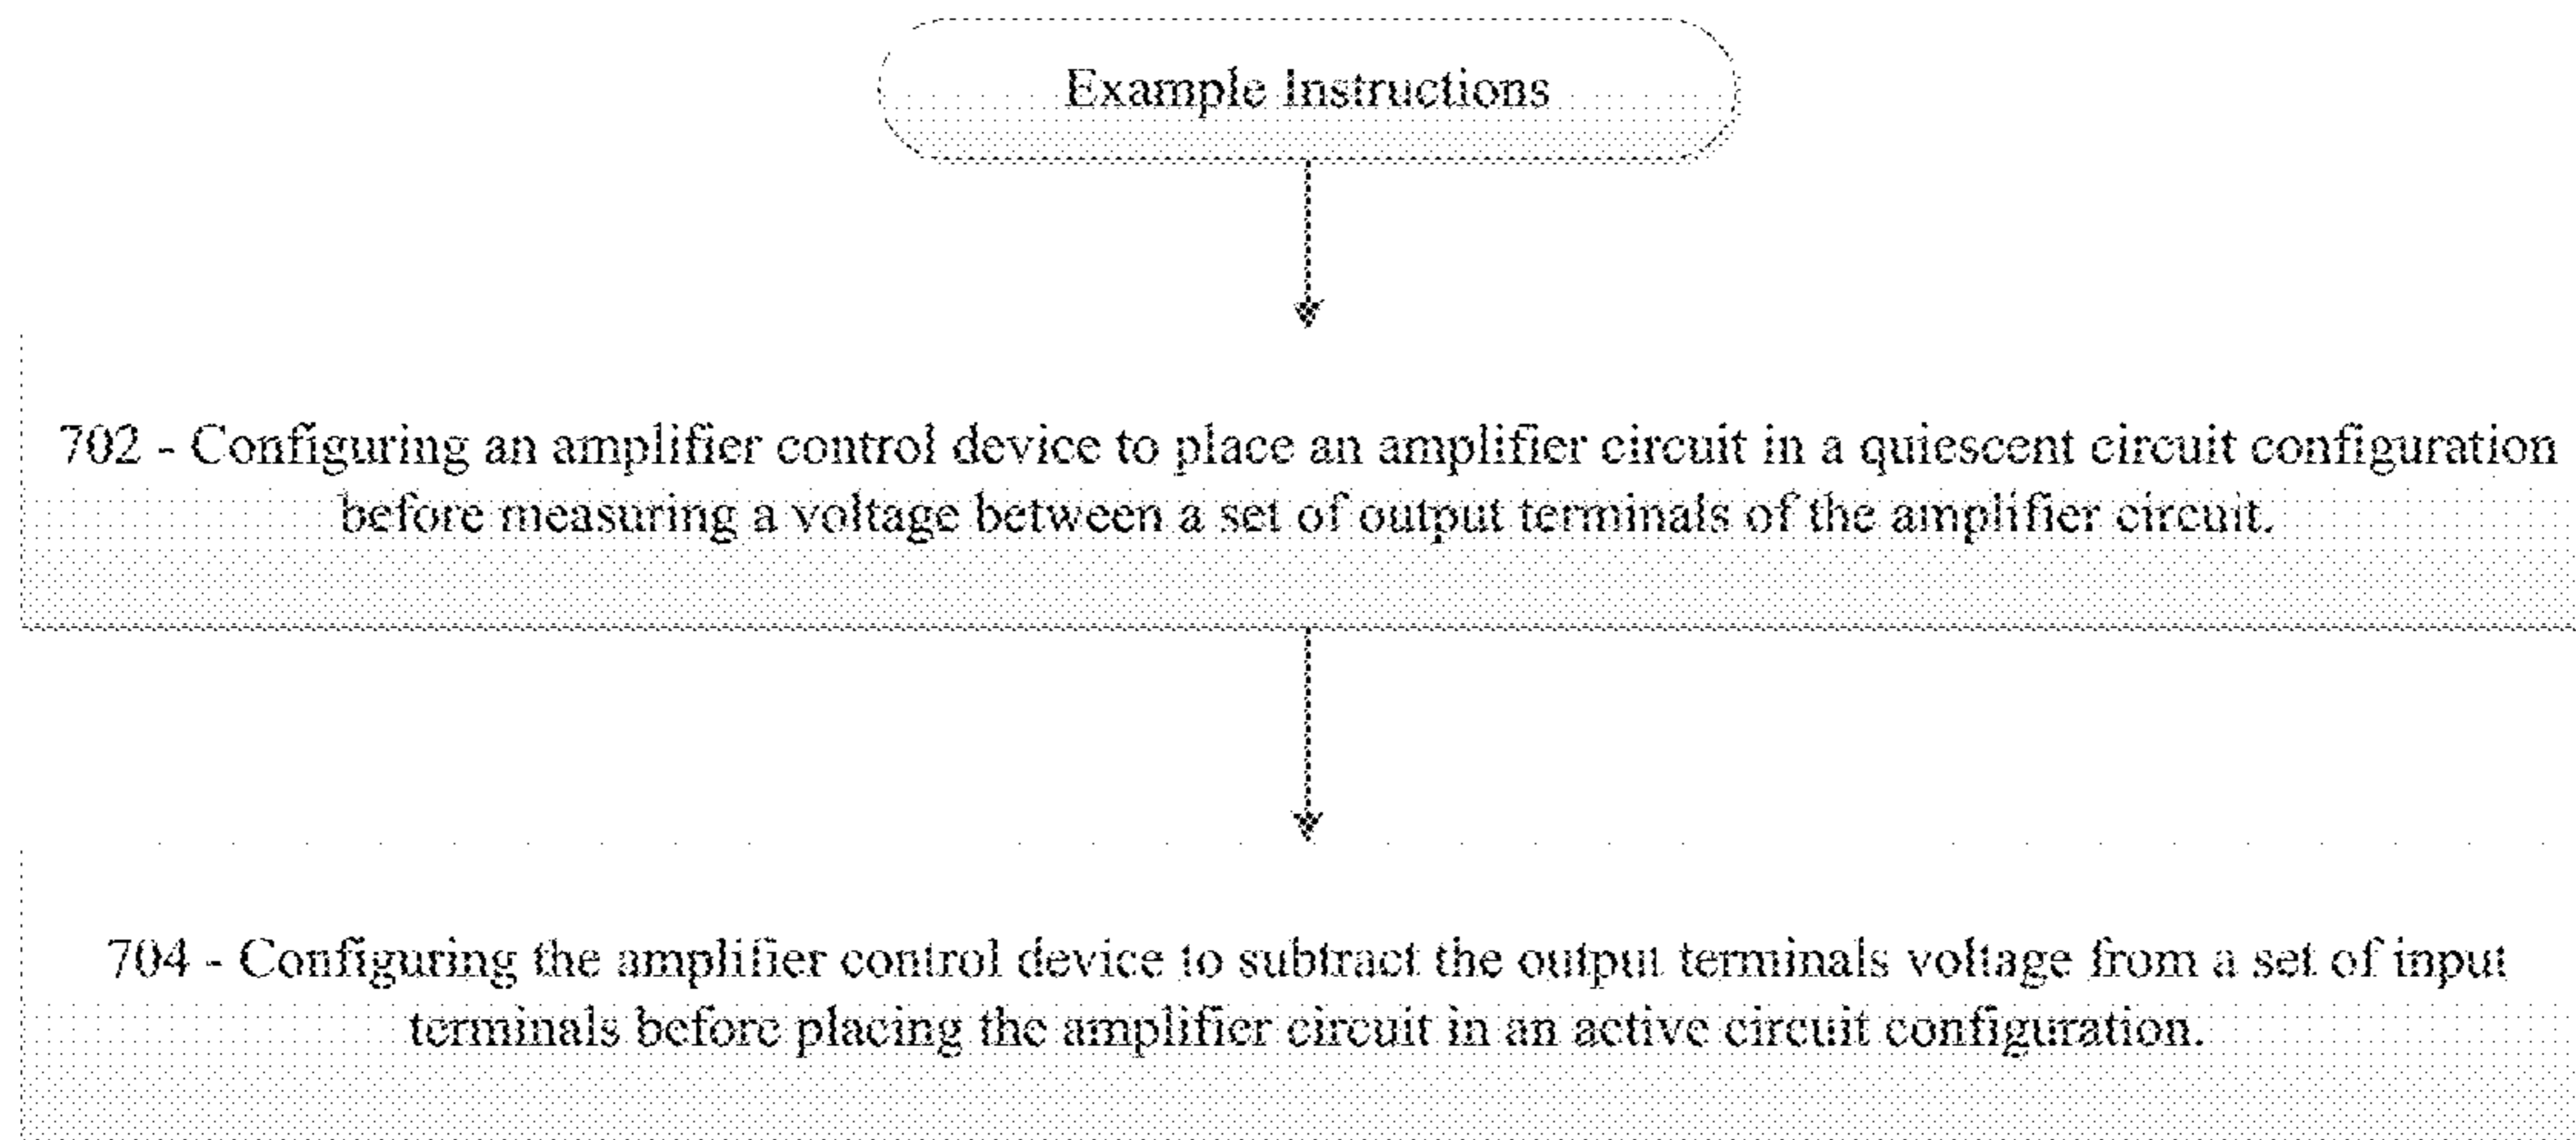 Example Instructions
702 - Configuring an amplifier control device to place an amplifier circuit in a quiescent circuit configuration
before measuring a voltage between a set of output terminals of the amplifier circuit.
704 - Configuring the amplifier control device to subtract the output terminals voltage from a set of input
terminals before placing the amplifier circuit in an active circuit configuration.